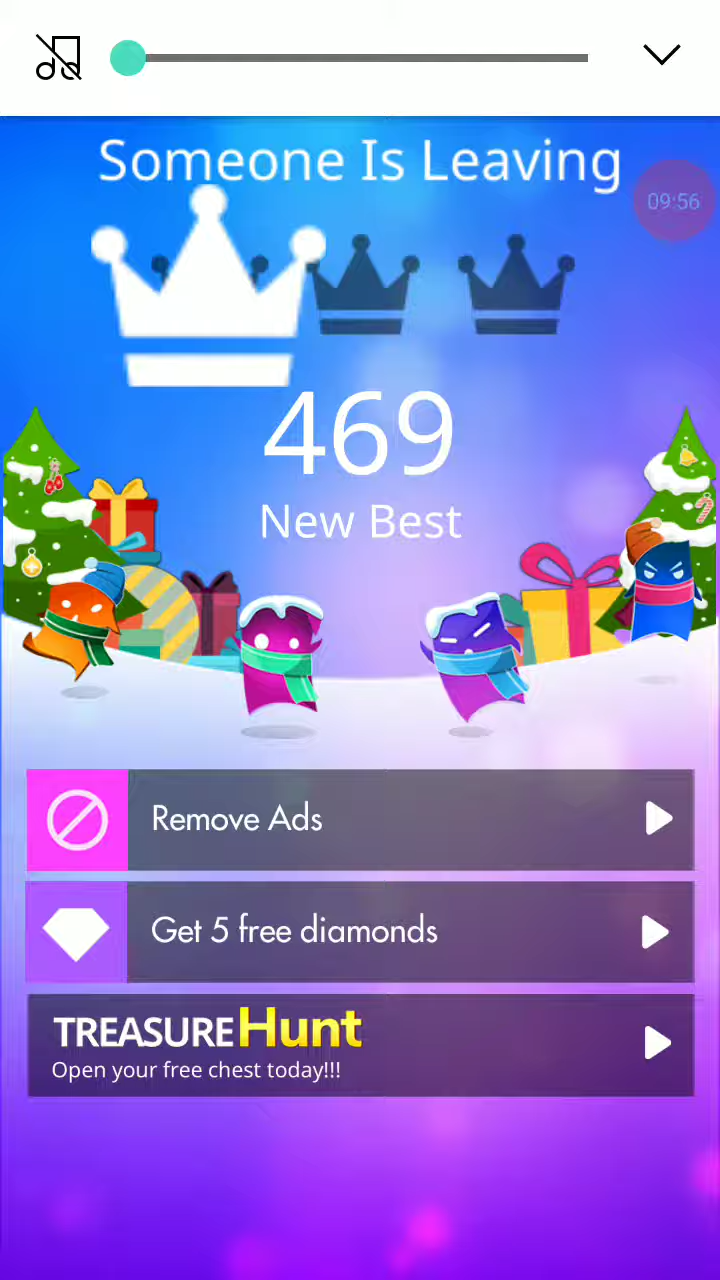 Someone Is Leaving
09:56
469
New Best
Remove Ads
Get 5 free diamonds
TREASURE Hunt
Open your free chest today!!!